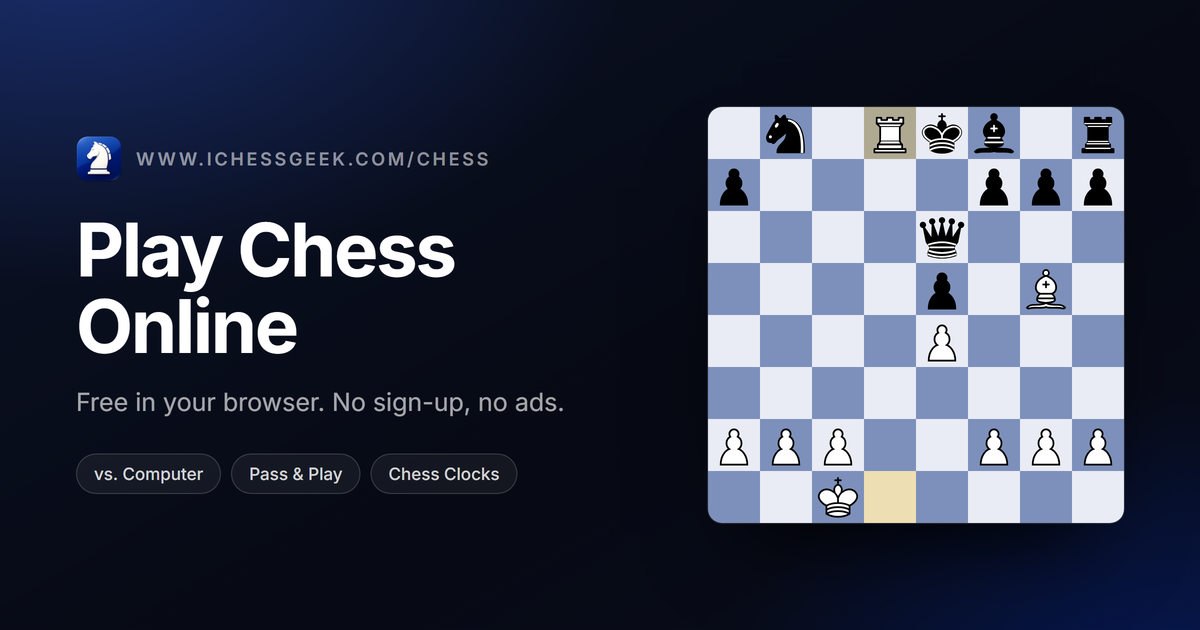 WWW.ICHESSGEEK.COM/CHESS
Play Chess
Online
Free in your browser. No sign-up, no ads.
vs. Computer
Pass & Play
Chess Clocks